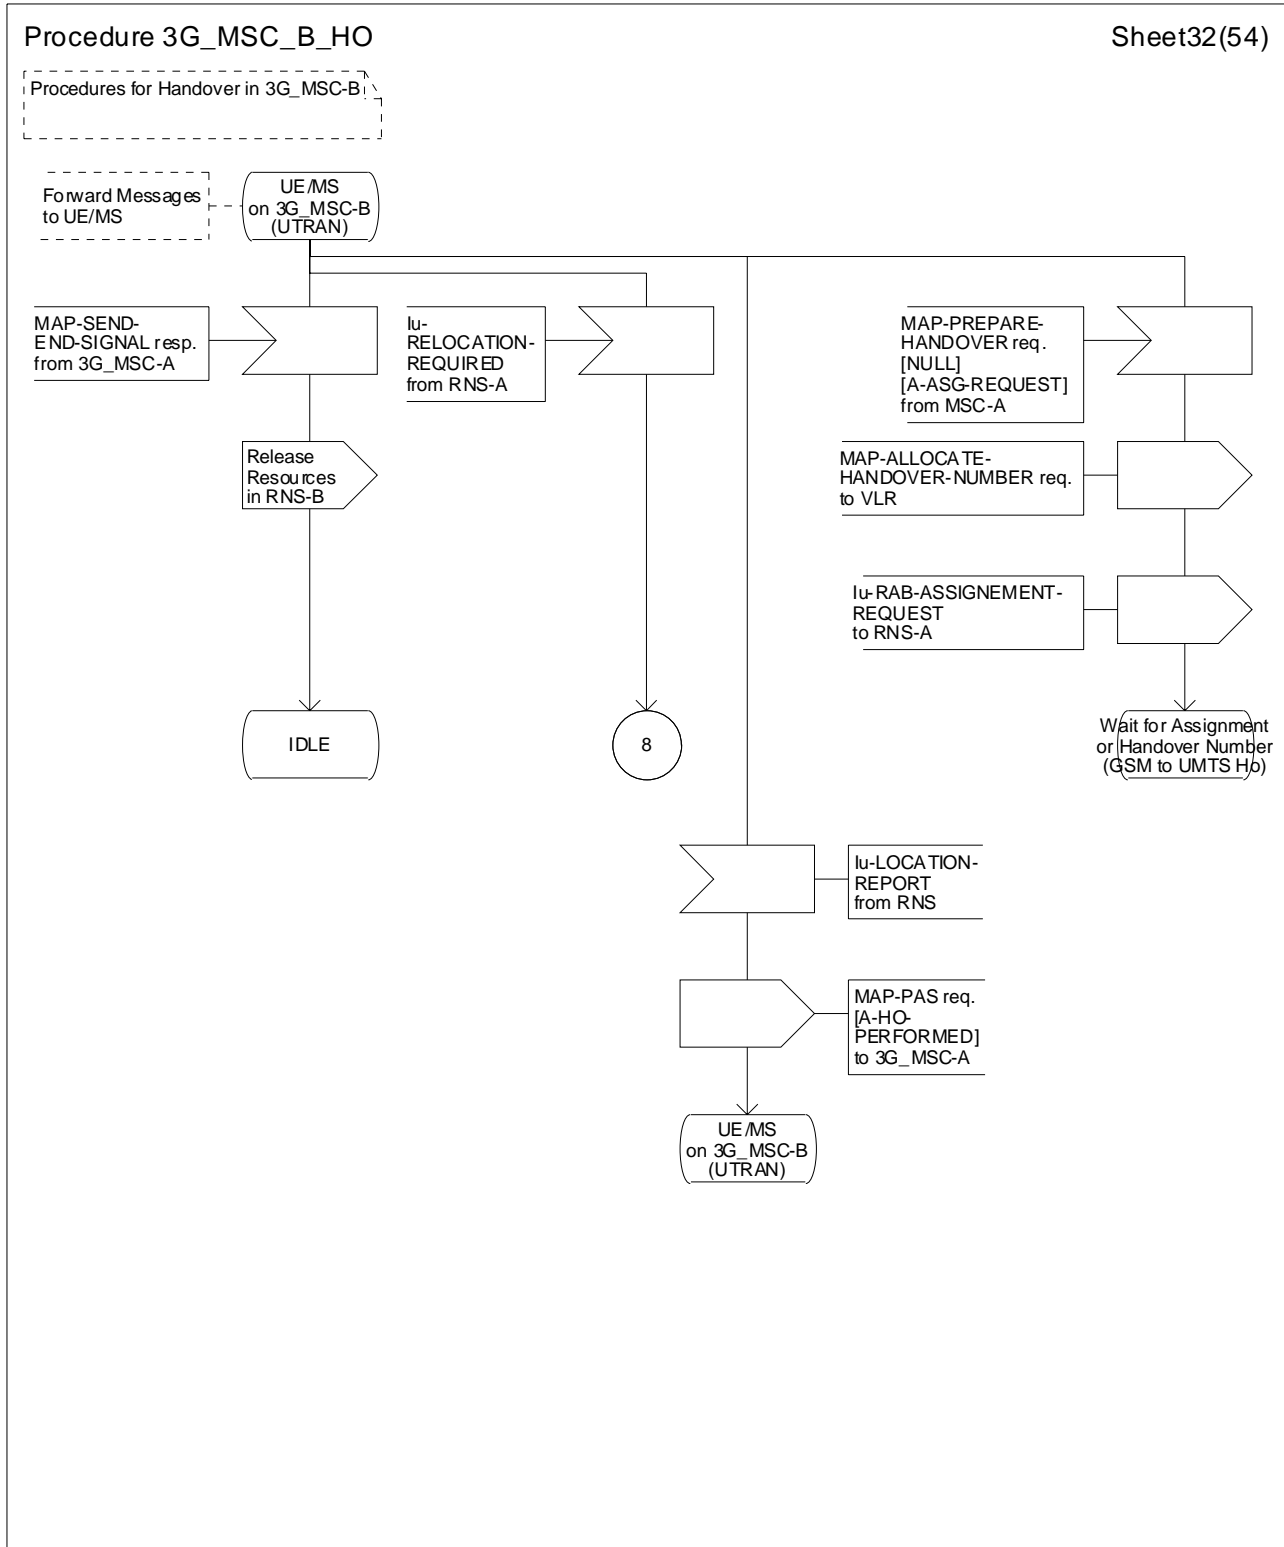 Procedure 3G_MSC_B_HO
Sheet32(54)
Procedures for Handover in 3G_MSC-B
Forward Messages
to UE/MS
UE/MS
on 3G_MSC-B
(UTRAN)
MAP-SEND-
END-SIGNAL resp.
from 3G_MSC-A
Iu-
RELOCATION-
REQUIRED
from RNS-A
MAP-PREPARE-
HANDOVER req.
[NULL]
[A-ASG-REQUEST]
from MSC-A
Release
Resources
in RNS-B
MAP-ALLOCATE-
HANDOVER-NUMBER req.
to VLR
Iu-RAB-ASSIGNEMENT-
REQUEST
to RNS-A
IDLE
8
Wait for Assignment
or Handover Number
(GSM to UMTS Ho)
Iu-LOCATION-
REPORT
from RNS
MAP-PAS req.
[A-HO-
PERFORMED]
to 3G_MSC-A
UE/MS
on 3G_MSC-B
(UTRAN)